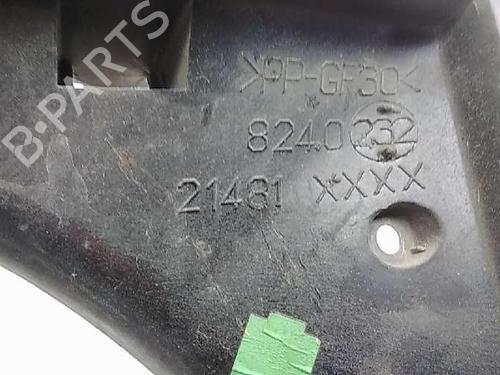 B-PARTS
>PP-GF30<
8240 232
21481 XXXX